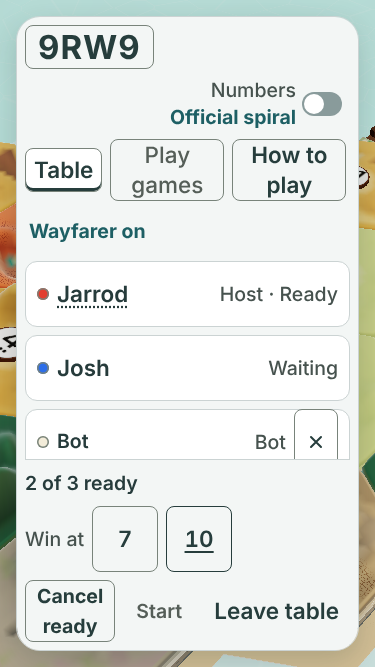 9RW9
Numbers
Official spiral
Table
Play
games
How to
play
Wayfarer on
Jarrod
Host · Ready
Josh
Waiting
Bot
Bot
×
2 of 3 ready
Win at
7
10
Cancel
ready
Start
Leave table